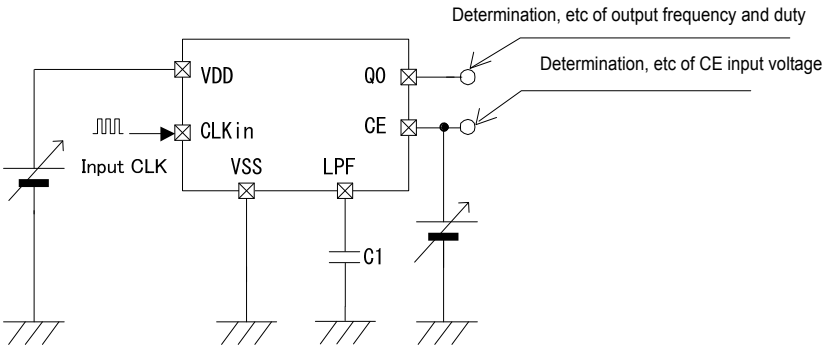 Determination, etc of output frequency and duty
Determination, etc of CE input voltage
VDD
Q0
CLKin
CE
Input CLK
VSS
LPF
C1